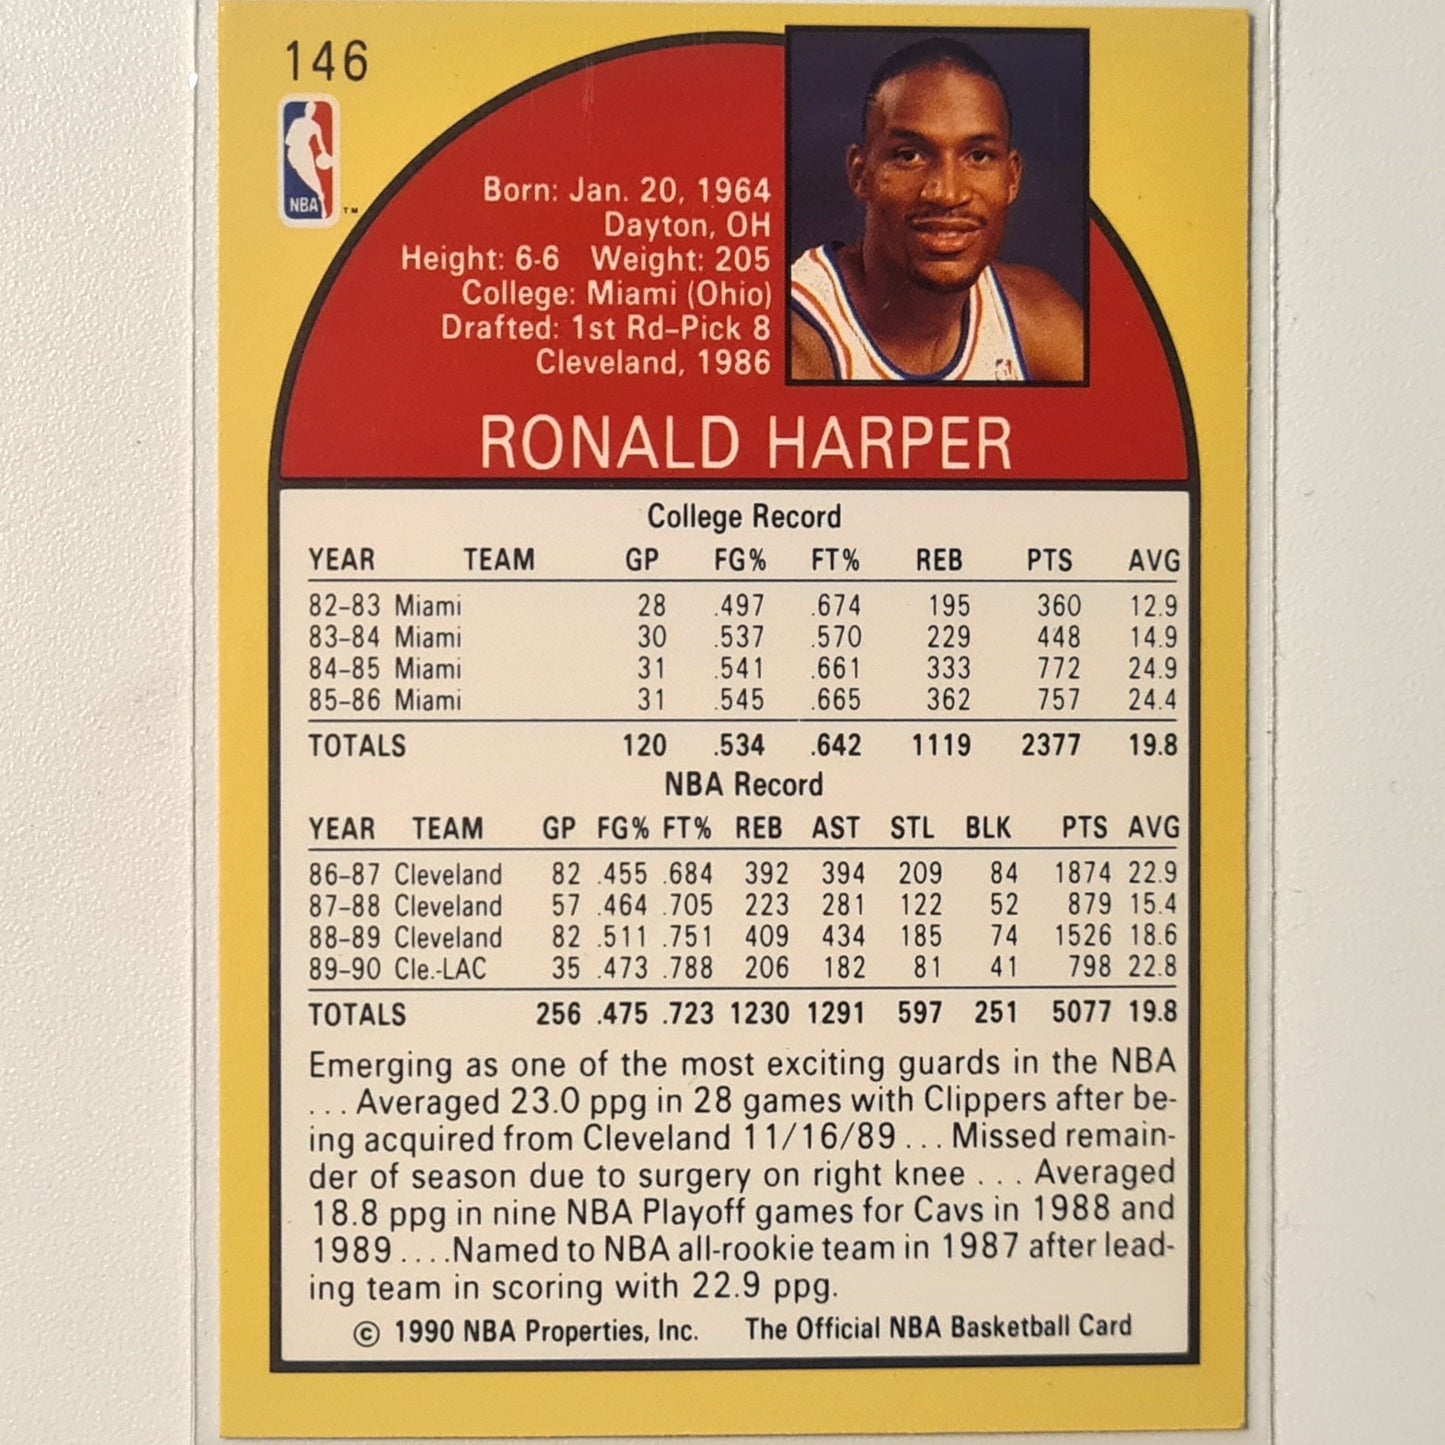 146
NBA
TM
Born: Jan. 20, 1964
Dayton, OH
Height: 6-6 Weight: 205
College: Miami (Ohio)
Drafted: 1st Rd–Pick 8
Cleveland, 1986
RONALD HARPER
College Record
YEAR TEAM GP FG% FT% REB PTS AVG
82–83 Miami 28 .497 .674 195 360 12.9
83–84 Miami 30 .537 .570 229 448 14.9
84–85 Miami 31 .541 .661 333 772 24.9
85–86 Miami 31 .545 .665 362 757 24.4
TOTALS 120 .534 .642 1119 2377 19.8
NBA Record
YEAR TEAM GP FG% FT% REB AST STL BLK PTS AVG
86–87 Cleveland 82 .455 .684 392 394 209 84 1874 22.9
87–88 Cleveland 57 .464 .705 223 281 122 52 879 15.4
88–89 Cleveland 82 .511 .751 409 434 185 74 1526 18.6
89–90 Cle.-LAC 35 .473 .788 206 182 81 41 798 22.8
TOTALS 256 .475 .723 1230 1291 597 251 5077 19.8
Emerging as one of the most exciting guards in the NBA
... Averaged 23.0 ppg in 28 games with Clippers after be-
ing acquired from Cleveland 11/16/89 ... Missed remain-
der of season due to surgery on right knee ... Averaged
18.8 ppg in nine NBA Playoff games for Cavs in 1988 and
1989 ....Named to NBA all-rookie team in 1987 after lead-
ing team in scoring with 22.9 ppg.
© 1990 NBA Properties, Inc. The Official NBA Basketball Card